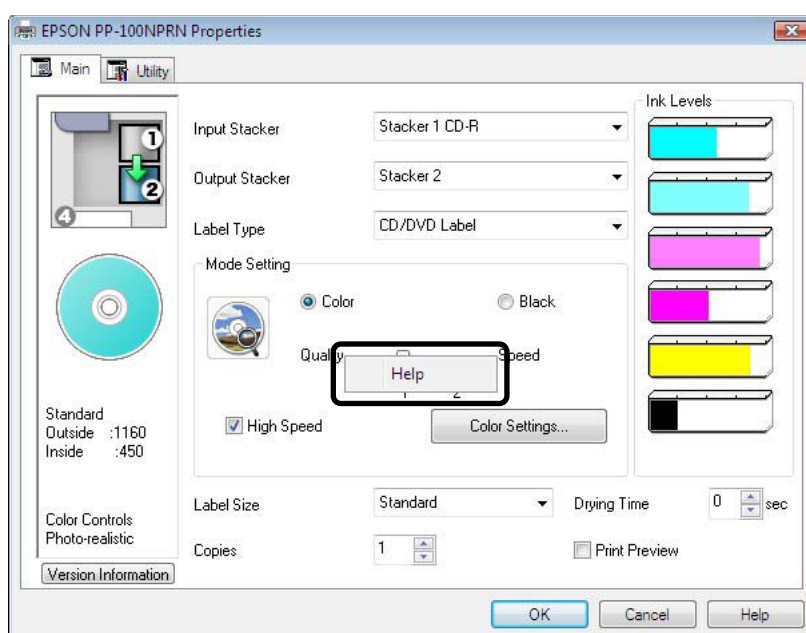 EPSON PP-100NPRN Properties
Main Utility
1
2
4
Standard
Outside :1160
Inside :450
Color Controls
Photo-realistic
Version Information
Input Stacker Stacker 1 CD-R
Output Stacker Stacker 2
Label Type CD/DVD Label
Mode Setting
Color Black
Quality Speed
Help
1 2
High Speed Color Settings...
Label Size Standard Drying Time 0 sec
Copies 1 Print Preview
Ink Levels
OK Cancel Help